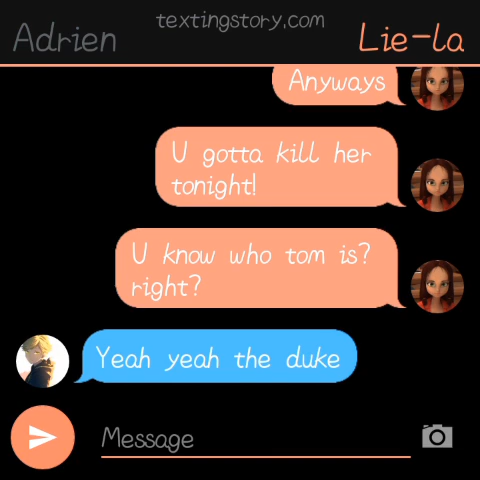 textingstory.com
Adrien
Lie-la
Anyways
U gotta kill her
tonight!
U know who tom is?
right?
Yeah yeah the duke
Message